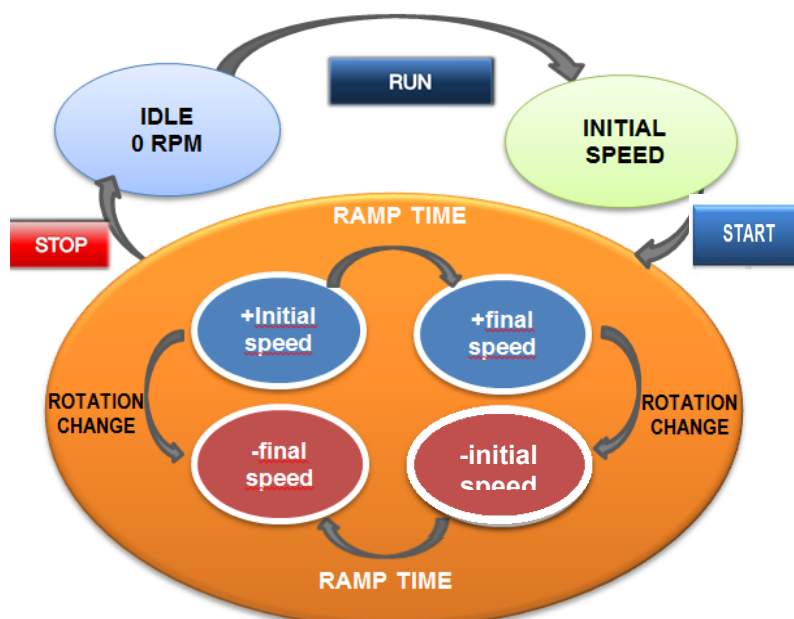 RUN
IDLE
0 RPM
INITIAL
SPEED
RAMP TIME
STOP
START
+Initial
speed
+final
speed
ROTATION
CHANGE
ROTATION
CHANGE
-final
speed
-initial
speed
RAMP TIME